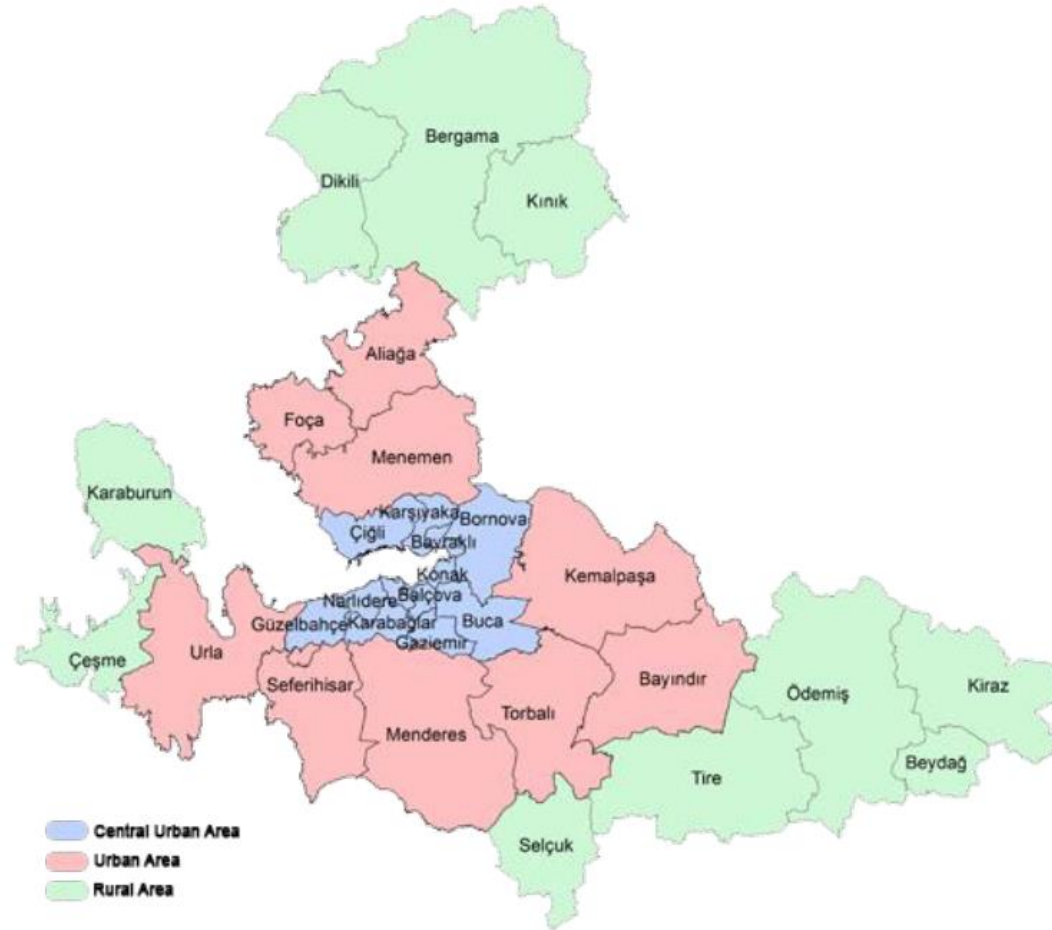 Bergama
Dikili
Kınık
Aliağa
Foça
Menemen
Karaburun
Karşıyaka
Bornova
Çiğli
Bayraklı
Konak
Kemalpaşa
Narlıdere
Balçova
Güzelbahçe
Karabağlar
Buca
Gaziemir
Urla
Çeşme
Seferihisar
Bayındır
Ödemiş
Kiraz
Menderes
Torbalı
Beydağ
Tire
Selçuk
Central Urban Area
Urban Area
Rural Area